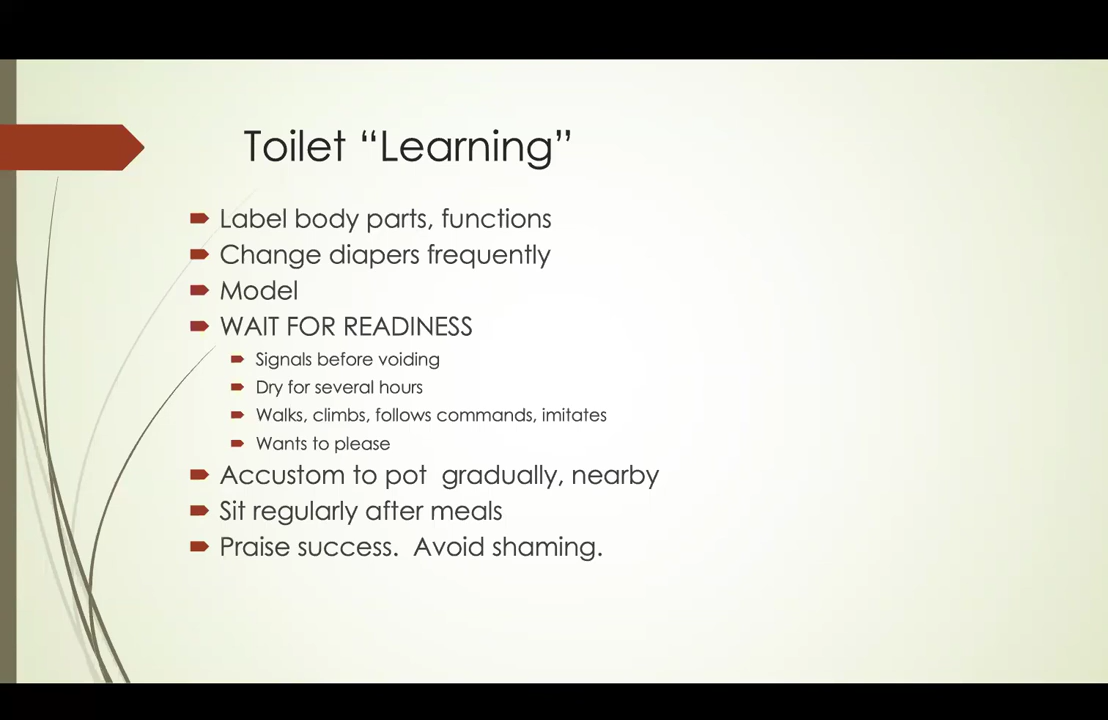 Toilet “Learning”
Label body parts, functions
Change diapers frequently
Model
WAIT FOR READINESS
Signals before voiding
Dry for several hours
Walks, climbs, follows commands, imitates
Wants to please
Accustom to pot  gradually, nearby
Sit regularly after meals
Praise success.  Avoid shaming.